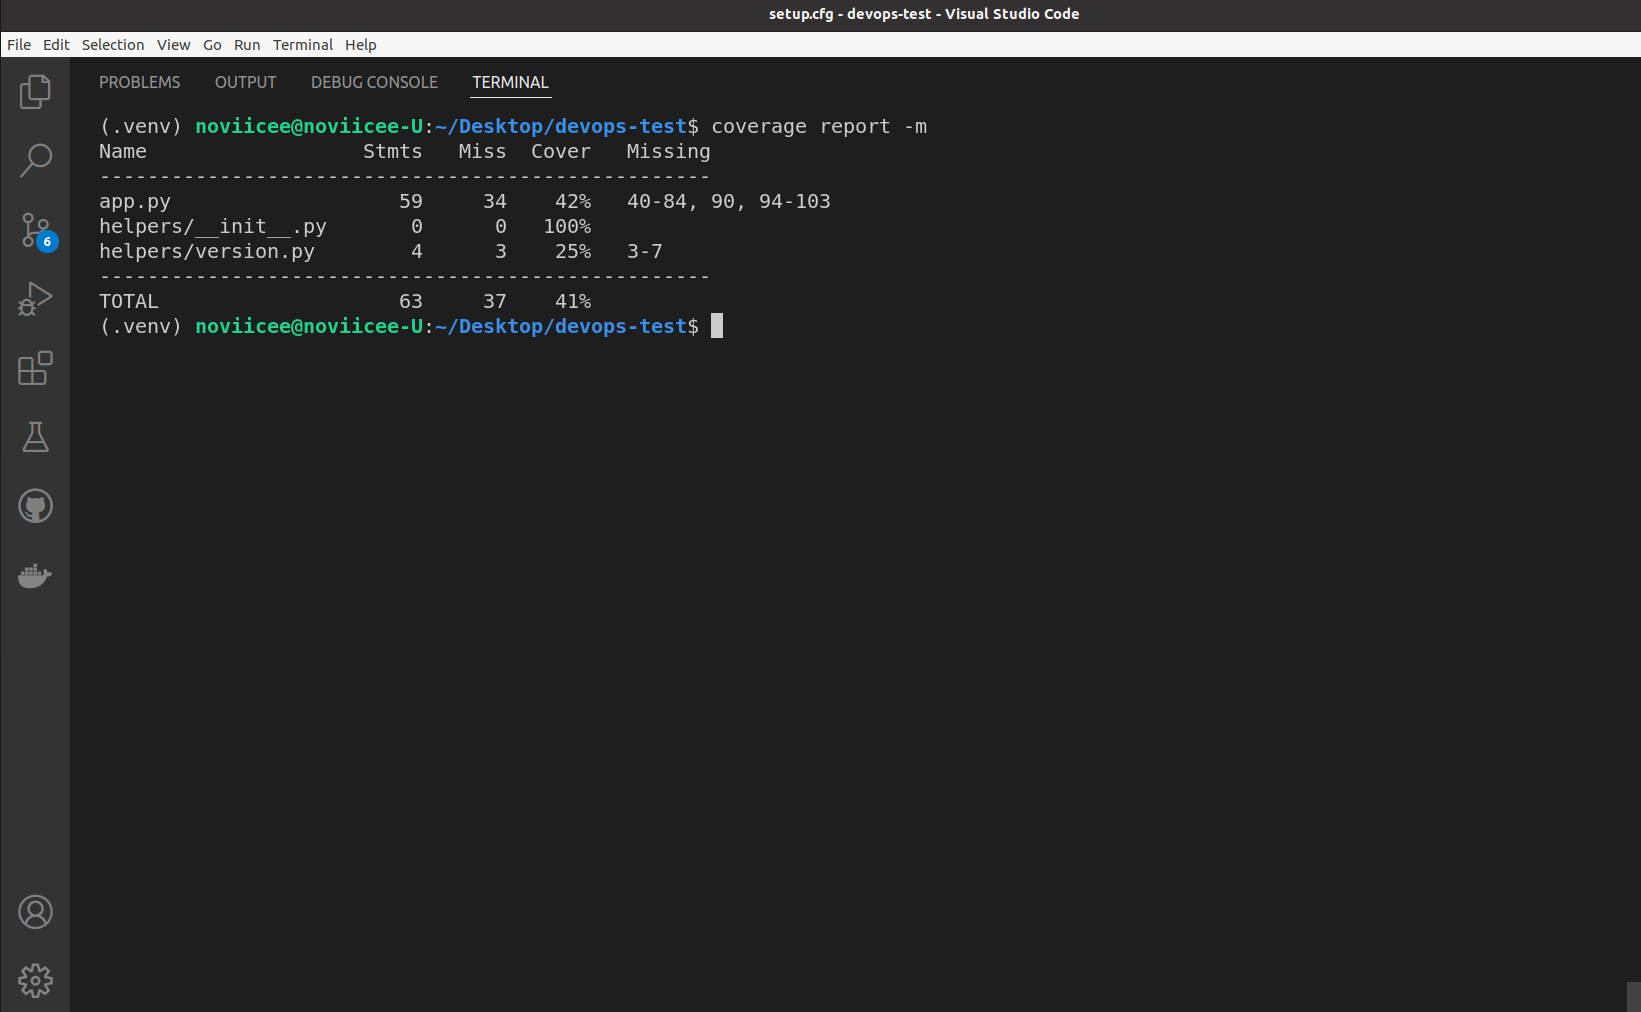 setup.cfg - devops-test - Visual Studio Code
File Edit Selection View Go Run Terminal Help
PROBLEMS OUTPUT DEBUG CONSOLE TERMINAL
(.venv) noviicee@noviicee-U:~/Desktop/devops-test$ coverage report -m
Name Stmts Miss Cover Missing
---------------------------------------------------
app.py 59 34 42% 40-84, 90, 94-103
helpers/__init__.py 0 0 100%
helpers/version.py 4 3 25% 3-7
---------------------------------------------------
TOTAL 63 37 41%
(.venv) noviicee@noviicee-U:~/Desktop/devops-test$
6